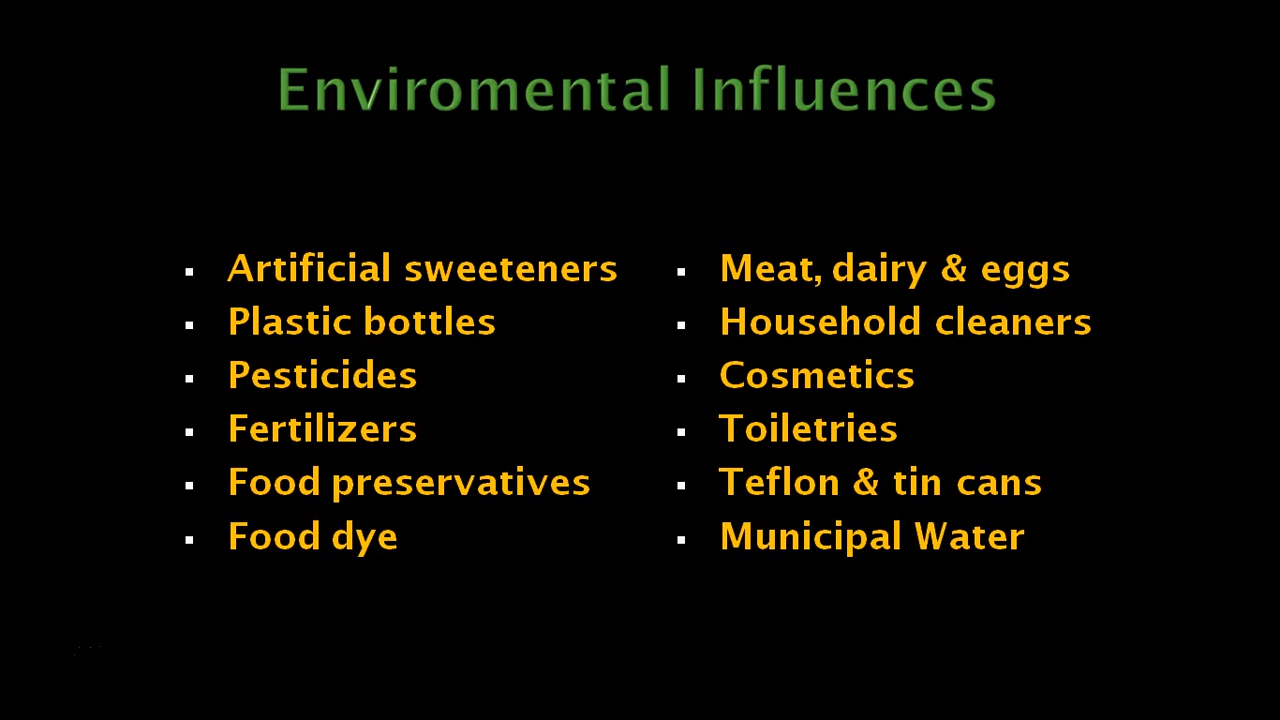 Enviromental Influences
▪ Artificial sweeteners
▪ Plastic bottles
▪ Pesticides
▪ Fertilizers
▪ Food preservatives
▪ Food dye
▪ Meat, dairy & eggs
▪ Household cleaners
▪ Cosmetics
▪ Toiletries
▪ Teflon & tin cans
▪ Municipal Water